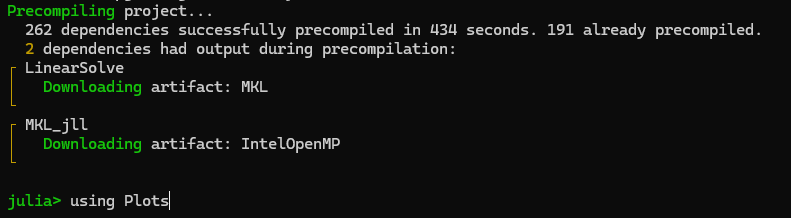 Precompiling project...
262 dependencies successfully precompiled in 434 seconds. 191 already precompiled.
2 dependencies had output during precompilation:
LinearSolve
Downloading artifact: MKL
MKL_jll
Downloading artifact: IntelOpenMP
julia> using Plots